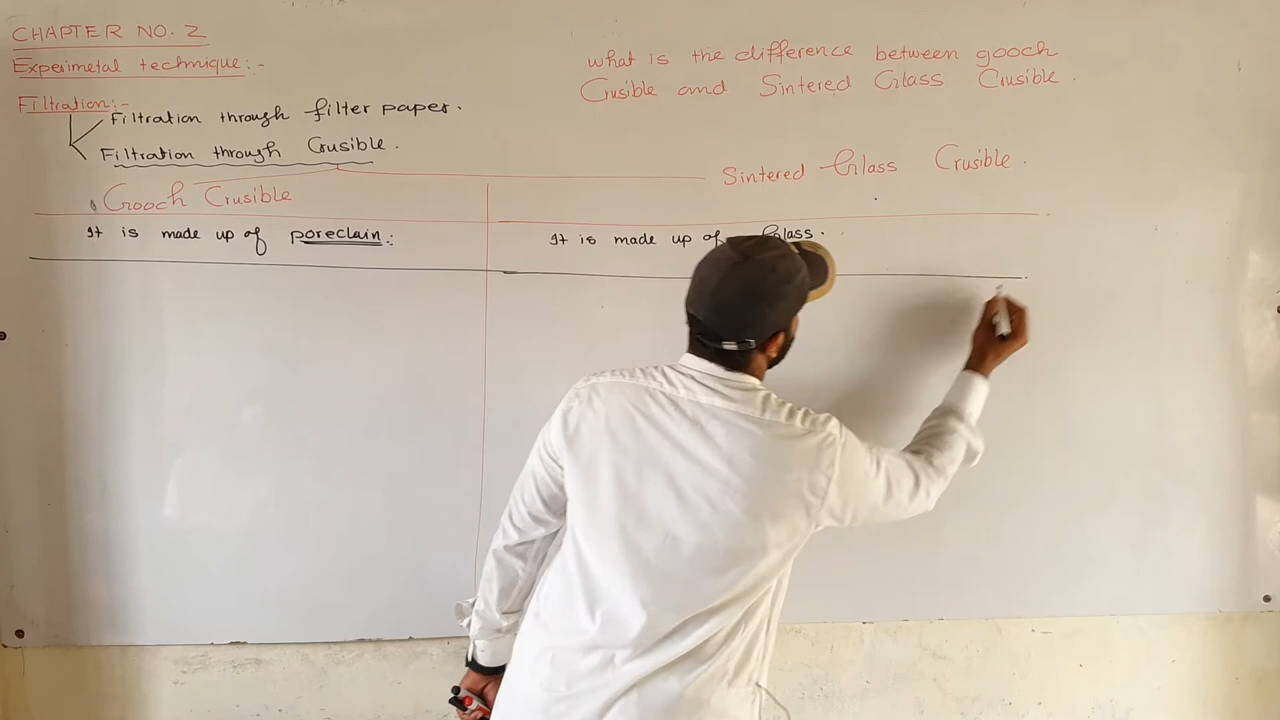 CHAPTER NO. 2
Experimetal technique:-
Filtration:-
Filtration through filter paper.
Filtration through Crusible.
what is the difference between gooch
Crusible and Sintered Glass Crusible.
Gooch Crusible
Sintered Glass Crusible.
It is made up of poreclain:
It is made up of Glass.